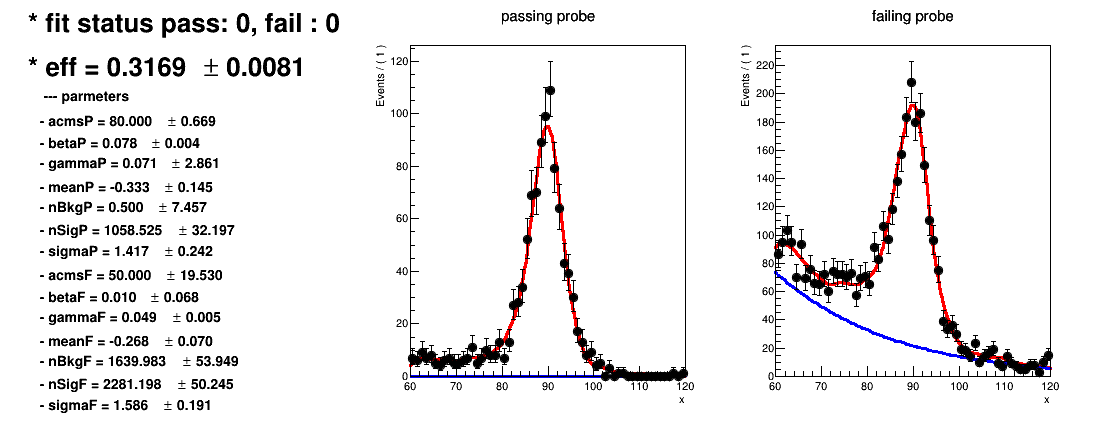 * fit status pass: 0, fail : 0
* eff = 0.3169 ± 0.0081
--- parmeters
- acmsP = 80.000 ± 0.669
- betaP = 0.078 ± 0.004
- gammaP = 0.071 ± 2.861
- meanP = -0.333 ± 0.145
- nBkgP = 0.500 ± 7.457
- nSigP = 1058.525 ± 32.197
- sigmaP = 1.417 ± 0.242
- acmsF = 50.000 ± 19.530
- betaF = 0.010 ± 0.068
- gammaF = 0.049 ± 0.005
- meanF = -0.268 ± 0.070
- nBkgF = 1639.983 ± 53.949
- nSigF = 2281.198 ± 50.245
- sigmaF = 1.586 ± 0.191
passing probe
Events / ( 1 )
120
100
80
60
40
20
0
60 70 80 90 100 110 120
x
failing probe
Events / ( 1 )
220
200
180
160
140
120
100
80
60
40
20
0
60 70 80 90 100 110 120
x